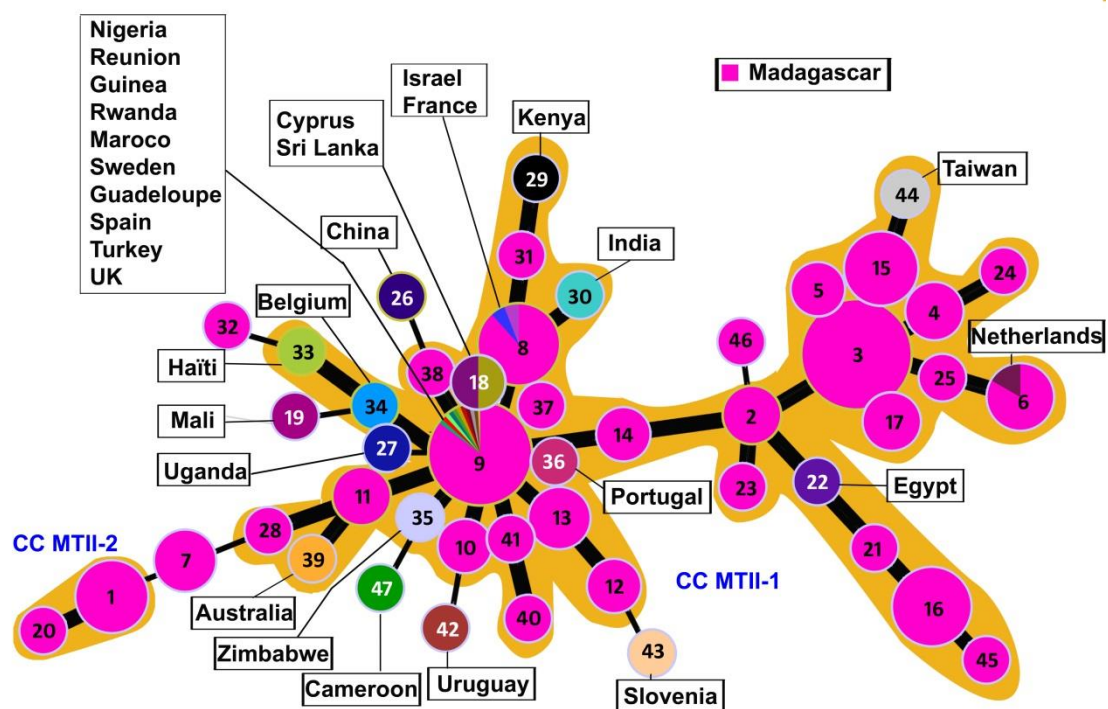 Nigeria
Reunion
Guinea
Rwanda
Maroco
Sweden
Guadeloupe
Spain
Turkey
UK
Cyprus
Sri Lanka
Israel
France
Madagascar
Kenya
29
Taiwan
44
China
31
India
15
24
26
30
5
4
Belgium
32
33
8
46
3
Netherlands
Haïti
38
18
25
6
34
37
2
17
Mali
19
14
27
9
36
Uganda
Portugal
23
22
Egypt
11
35
13
28
10
41
21
CC MTII-2
7
39
12
CC MTII-1
1
47
16
20
Australia
40
42
43
45
Zimbabwe
Cameroon
Uruguay
Slovenia